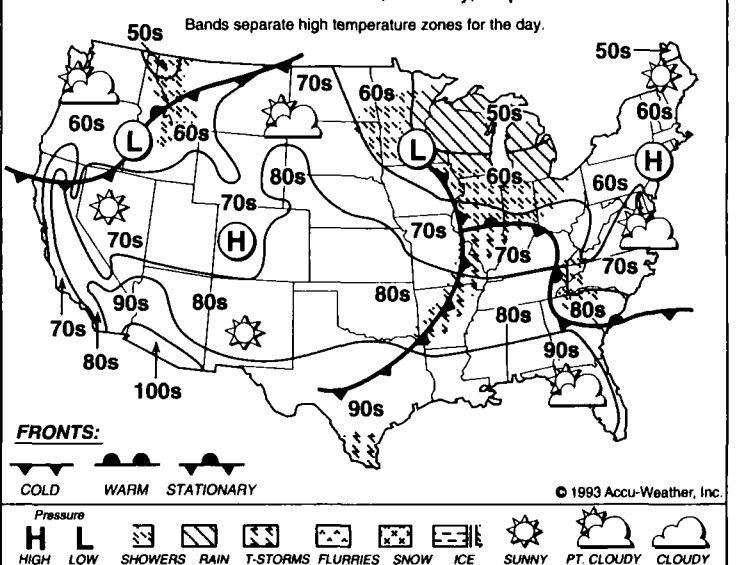 Bands separate high temperature zones for the day.
50s
50s
70s
60s
50s
60s
60s
60s
80s
60s
60s
L
L
H
70s
H
70s
70s
70s
70s
90s
80s
80s
80s
80s
70s
80s
100s
90s
90s
FRONTS:
COLD WARM STATIONARY
© 1993 Accu-Weather, Inc.
Pressure
H L
HIGH LOW SHOWERS RAIN T-STORMS FLURRIES SNOW ICE SUNNY PT. CLOUDY CLOUDY